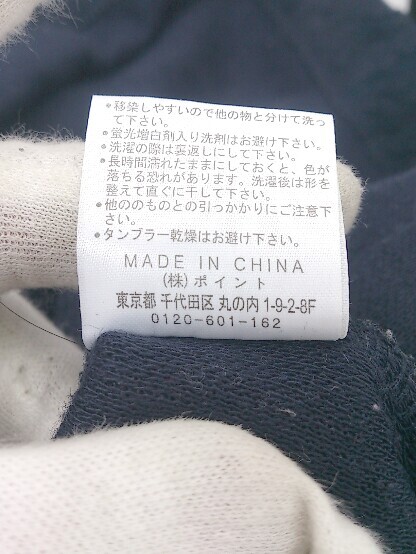 ●移染しやすいので他の物と分けて洗っ
て下さい。
●蛍光増白剤入り洗剤はお避け下さい。
●洗濯の際は裏返しにして下さい。
●長時間濡れたままにしておくと、色が
落ちる恐れがあります。洗濯後は形を
整えて直ぐに干して下さい。
●他ののものとの引っかかりにご注意下
さい。
●タンブラー乾燥はお避け下さい。
MADE IN CHINA
(株)ポイント
東京都 千代田区 丸の内 1-9-2-8F
0120-601-162